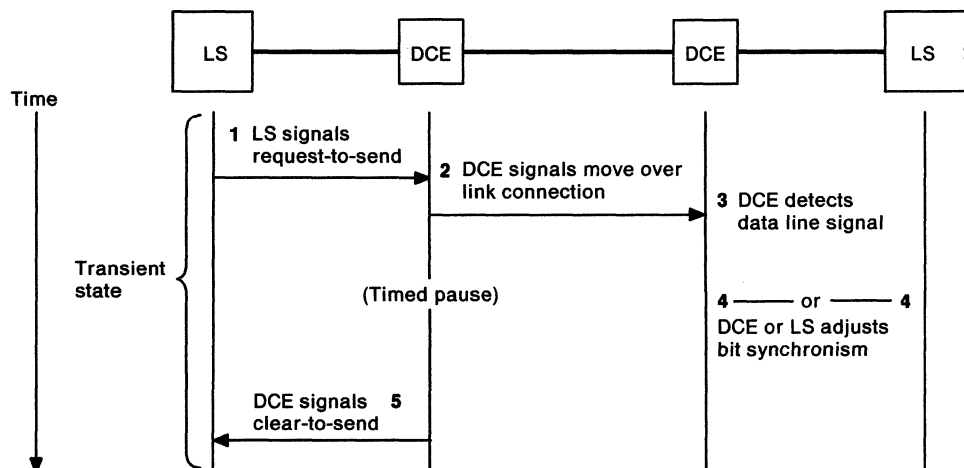 LS
DCE
DCE
LS
Time
1 LS signals
request-to-send
2 DCE signals move over
link connection
3 DCE detects
data line signal
Transient
state
(Timed pause)
4 or 4
DCE or LS adjusts
bit synchronism
DCE signals 5
clear-to-send